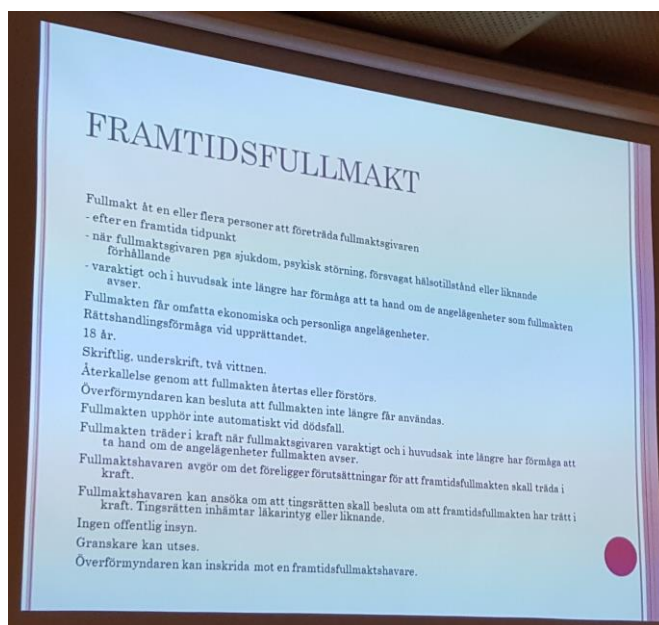 FRAMTIDSFULLMAKT
Fullmakt åt en eller flera personer att företräda fullmaktsgivaren
- efter en framtida tidpunkt
- när fullmaktsgivaren pga sjukdom, psykisk störning, försvagat hälsotillstånd eller liknande
förhållande
- varaktigt och i huvudsak inte längre har förmåga att ta hand om de angelägenheter som fullmakten
avser.
Fullmakten får omfatta ekonomiska och personliga angelägenheter.
Rättshandlingsförmåga vid upprättandet.
18 år.
Skriftlig, underskrift, två vittnen.
Återkallelse genom att fullmakten återtas eller förstörs.
Överförmyndaren kan besluta att fullmakten inte längre får användas.
Fullmakten upphör inte automatiskt vid dödsfall.
Fullmakten träder i kraft när fullmaktsgivaren varaktigt och i huvudsak inte längre har förmåga att
ta hand om de angelägenheter fullmakten avser.
Fullmaktshavaren avgör om det föreligger förutsättningar för att framtidsfullmakten skall träda i
kraft.
Fullmaktshavaren kan ansöka om att tingsrätten skall besluta om att framtidsfullmakten har trätt i
kraft. Tingsrätten inhämtar läkarintyg eller liknande.
Ingen offentlig insyn.
Granskare kan utses.
Överförmyndaren kan inskrida mot en framtidsfullmaktshavare.